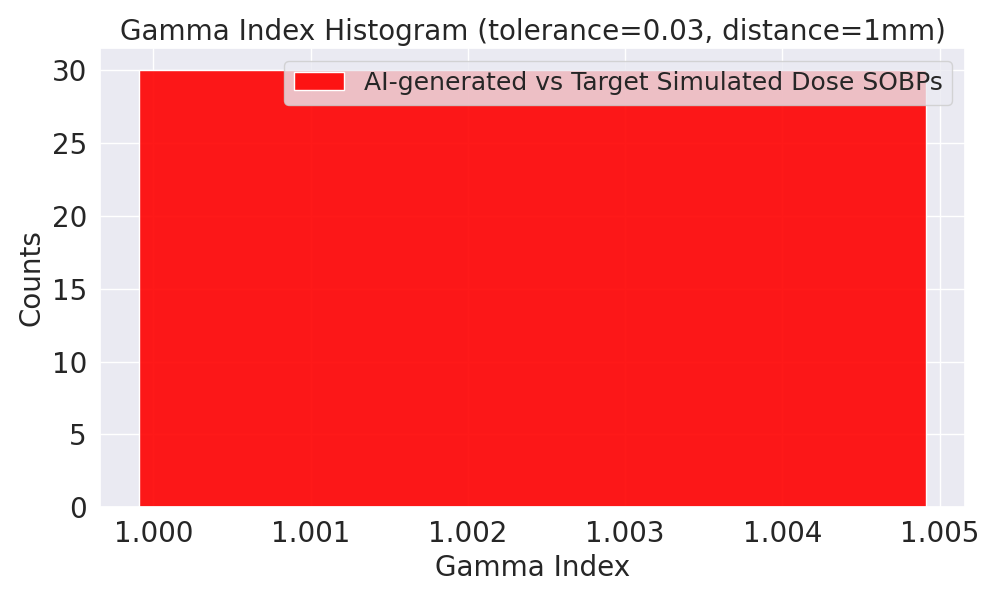 Gamma Index Histogram (tolerance=0.03, distance=1mm)
AI-generated vs Target Simulated Dose SOBPs
30
25
20
15
10
5
0
Counts
1.000 1.001 1.002 1.003 1.004 1.005
Gamma Index